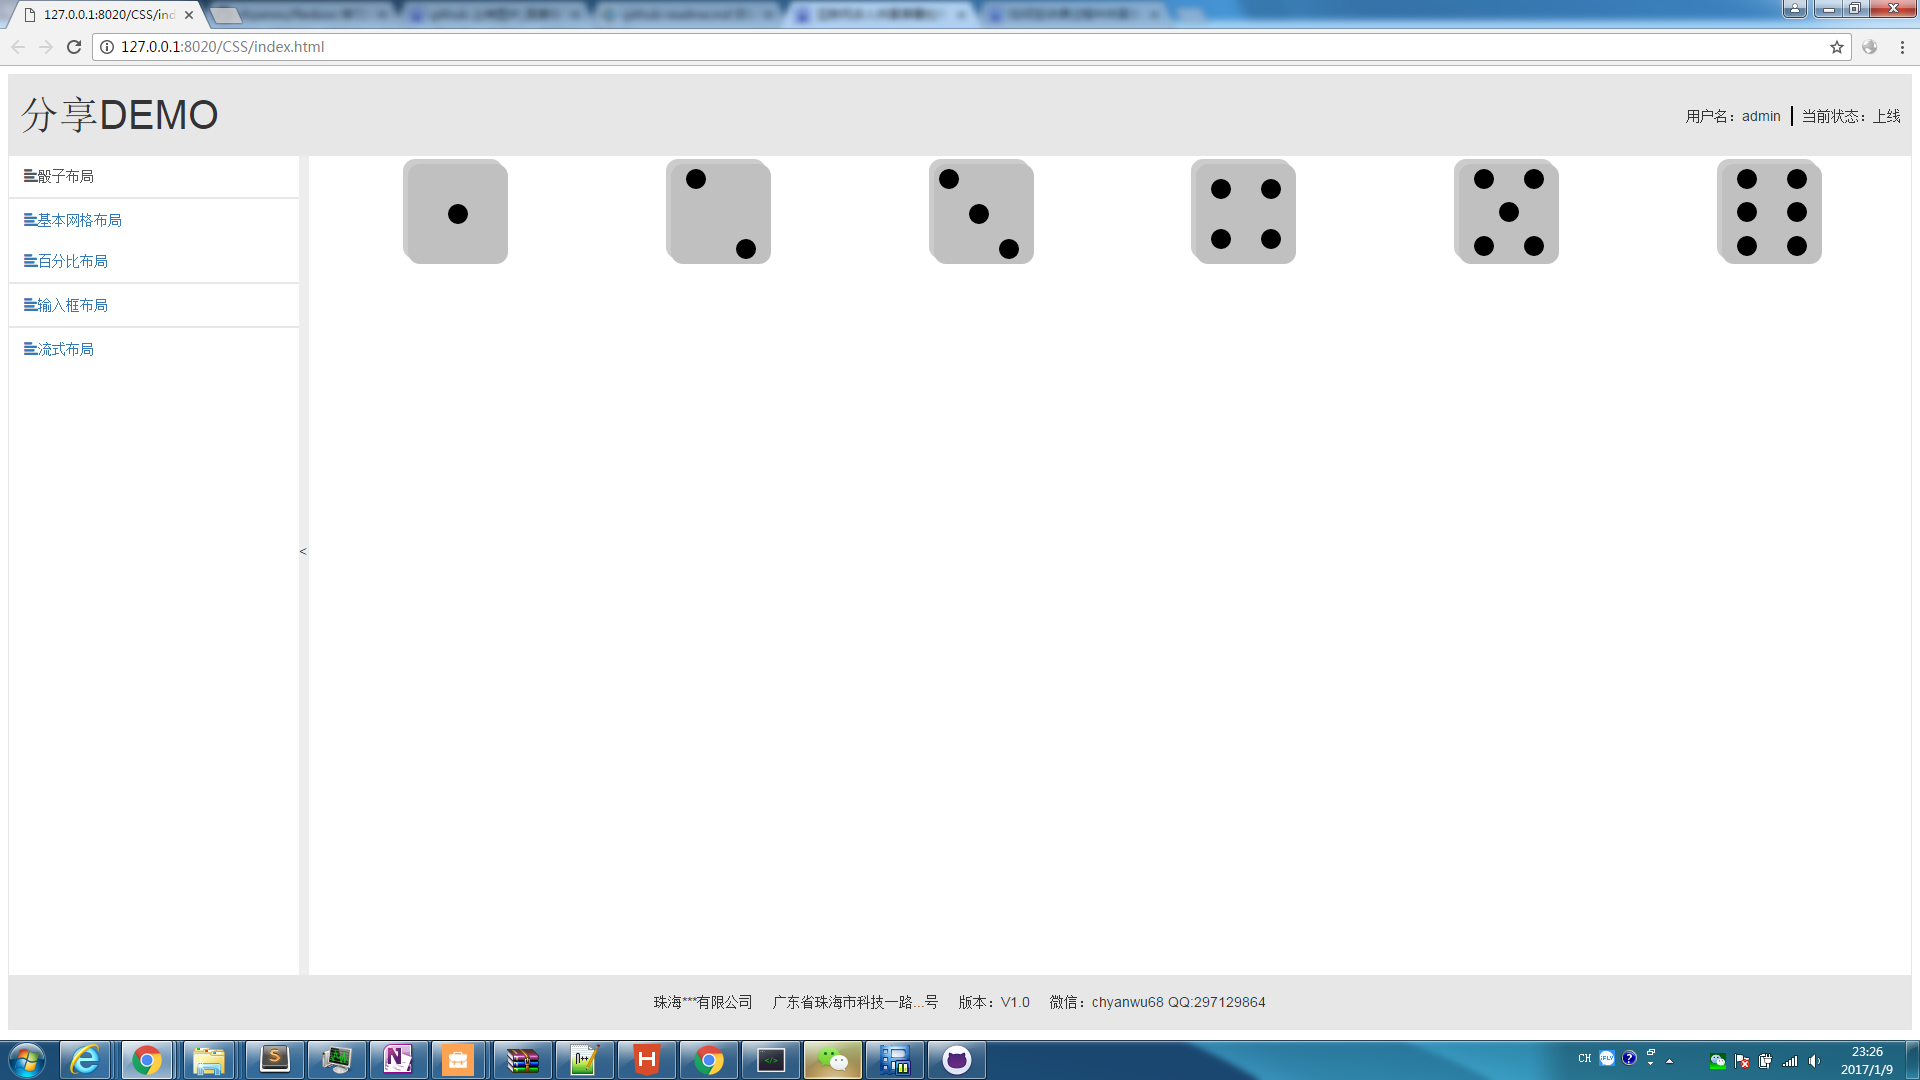 127.0.0.1:8020/CSS/ind
127.0.0.1:8020/CSS/index.html
分享DEMO
用户名：admin 当前状态：上线
骰子布局
基本网格布局
百分比布局
输入框布局
流式布局
<
珠海***有限公司 广东省珠海市科技一路...号 版本：V1.0 微信：chyanwu68 QQ:297129864
CH
23:26
2017/1/9